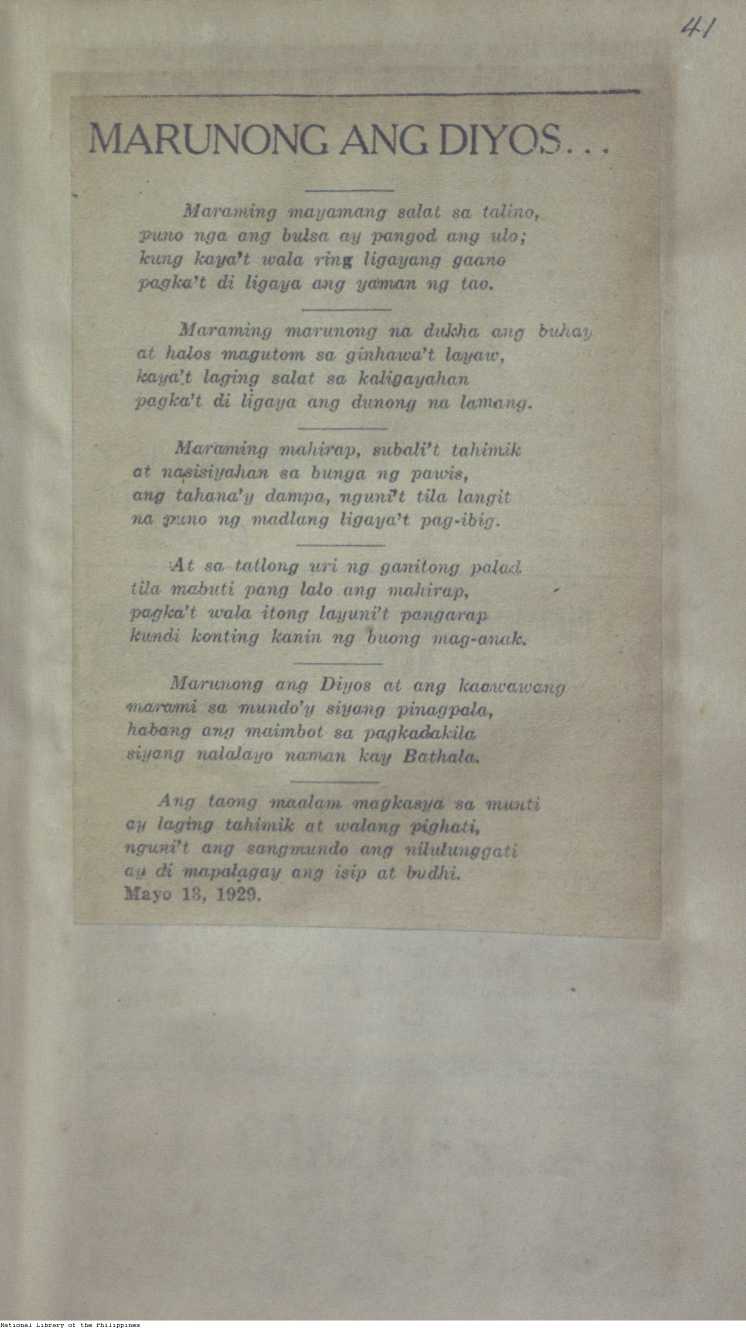 41
MARUNONG ANG DIYOS...
Maraming mayamang salat sa talino,
puno nga ang bulsa ay pangod ang ulo;
kung kaya't wala ring ligayang gaano
pagka't di ligaya ang yaman ng tao.
Maraming marunong na dukha ang buhay
at halos magutom sa ginhawa't layaw,
kaya't laging salat sa kaligayahan
pagka't di ligaya ang dunong na lamang.
Maraming mahirap, subali't tahimik
at nasisiyahan sa bunga ng pawis,
ang tahana'y dampa, nguni't tila langit
na puno ng madlang ligaya't pag-ibig.
At sa tatlong uri ng ganitong palad
tila mabuti pang lalo ang mahirap,
pagka't wala itong layuni't pangarap
kundi konting kanin ng buong mag-anak.
Marunong ang Diyos at ang kaawawang
marami sa mundo'y siyang pinagpala,
habang ang maimbot sa pagkadakila
siyang nalalayo naman kay Bathala.
Ang taong maalam magkasya sa munti
ay laging tahimik at walang pighati,
nguni't ang sangmundo ang nilulunggati
ay di mapalagay ang isip at budhi.
Mayo 13, 1929.
National Library of the Philippines